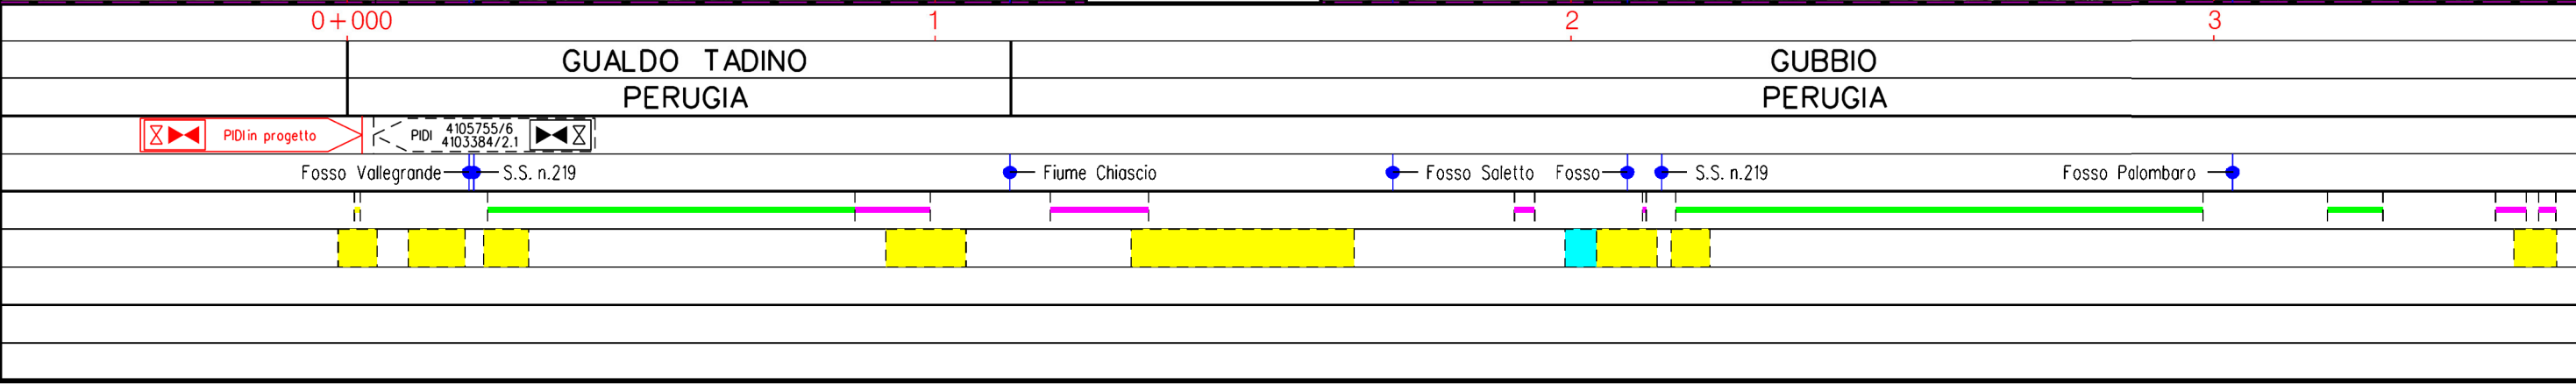 0+000 1 2 3
GUALDO TADINO GUBBIO
PERUGIA PERUGIA
PIDI in progetto PIDI 4105755/6
4103384/2.1
Fosso Vallegrande S.S. n.219 Fiume Chiascio Fosso Saletto Fosso S.S. n.219 Fosso Palombaro